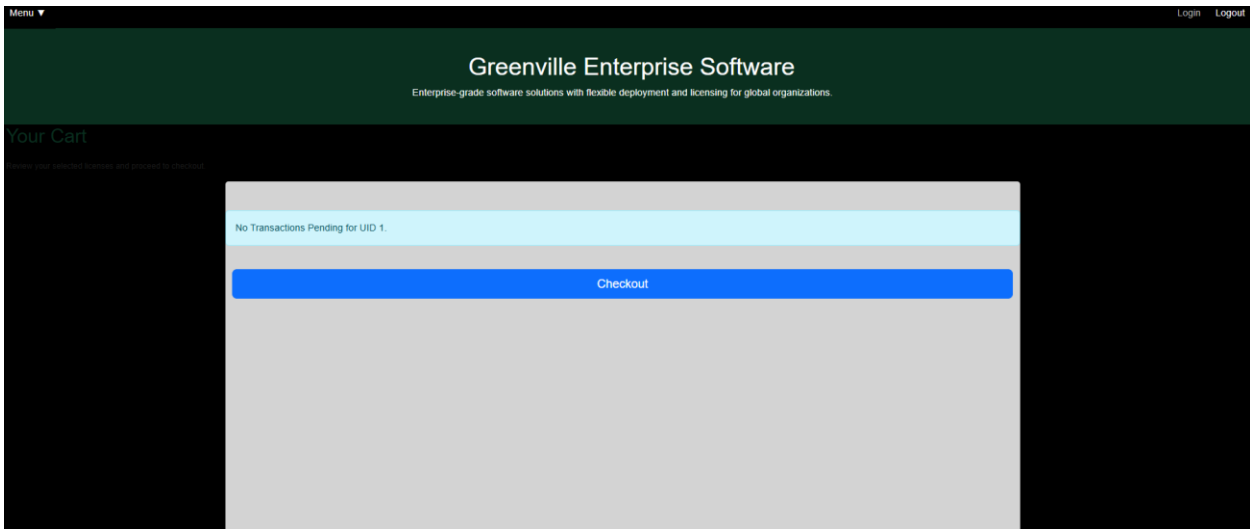 Menu ▼
Login Logout
Greenville Enterprise Software
Enterprise-grade software solutions with flexible deployment and licensing for global organizations.
Your Cart
Review your selected licenses and proceed to checkout.
No Transactions Pending for UID 1.
Checkout